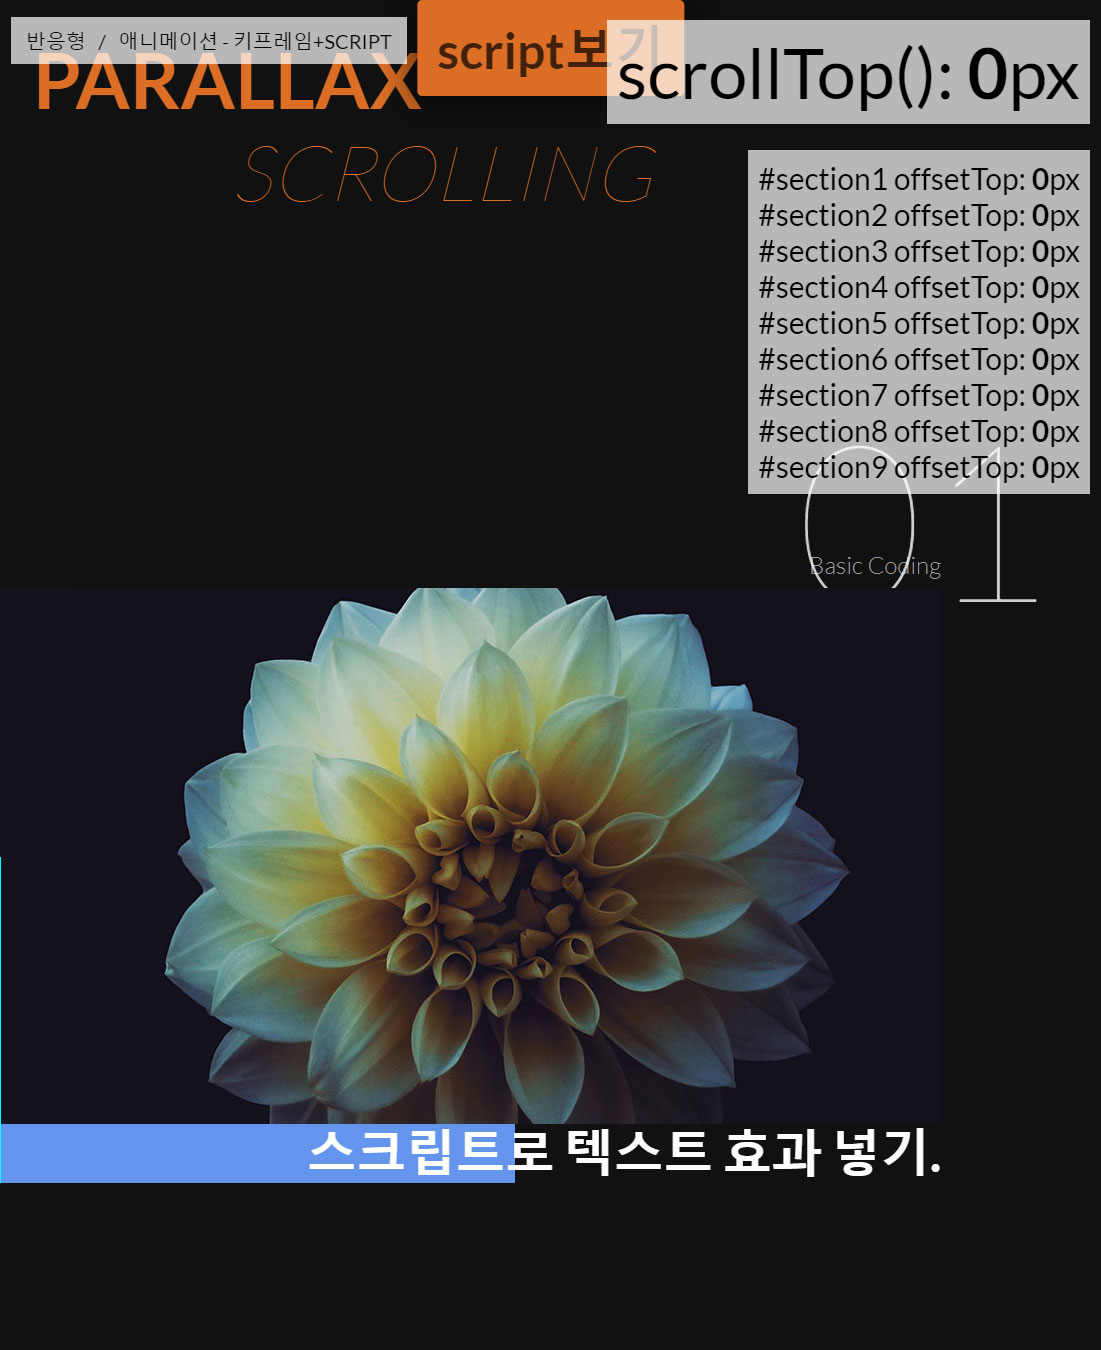 반응형 / 애니메이션 - 키프레임+SCRIPT
PARALLAX
SCROLLING
script보기
scrollTop(): 0px
#section1 offsetTop: 0px
#section2 offsetTop: 0px
#section3 offsetTop: 0px
#section4 offsetTop: 0px
#section5 offsetTop: 0px
#section6 offsetTop: 0px
#section7 offsetTop: 0px
#section8 offsetTop: 0px
#section9 offsetTop: 0px
01
Basic Coding
스크립트로 텍스트 효과 넣기.